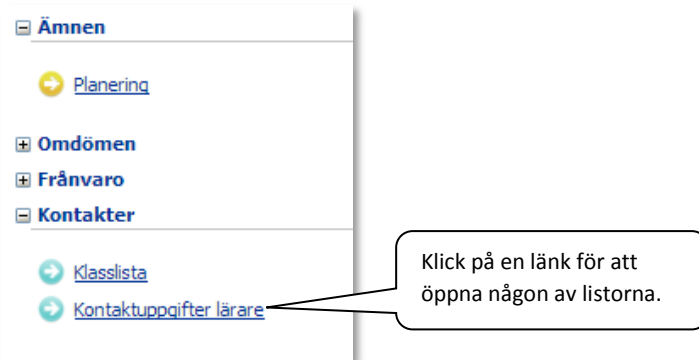 Ämnen
Planering
Omdömen
Frånvaro
Kontakter
Klasslista
Kontaktuppgifter lärare
Klick på en länk för att
öppna någon av listorna.